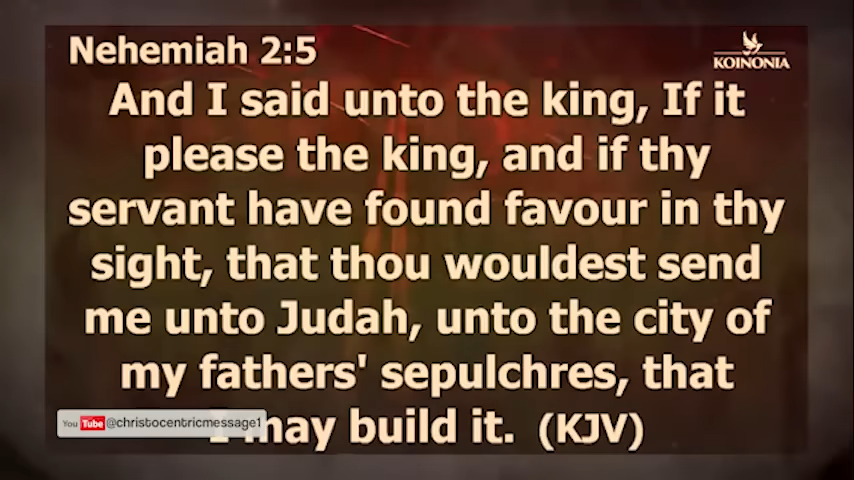 Nehemiah 2:5
KOINONIA
And I said unto the king, If it
please the king, and if thy
servant have found favour in thy
sight, that thou wouldest send
me unto Judah, unto the city of
my fathers' sepulchres, that
I may build it. (KJV)
YouTube @christocentricmessage1